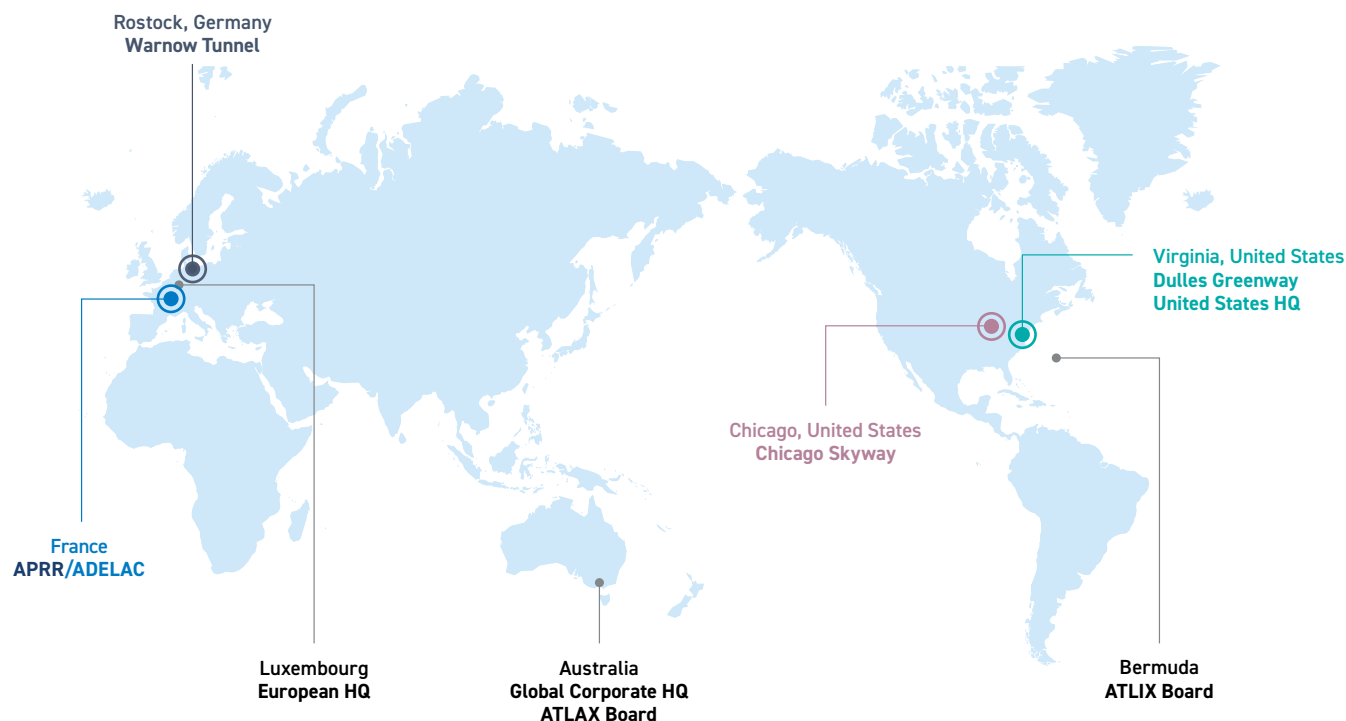 Rostock, Germany
Warnow Tunnel
Virginia, United States
Dulles Greenway
United States HQ
Chicago, United States
Chicago Skyway
France
APRR/ADELAC
Luxembourg
European HQ
Australia
Global Corporate HQ
ATLAX Board
Bermuda
ATLIX Board